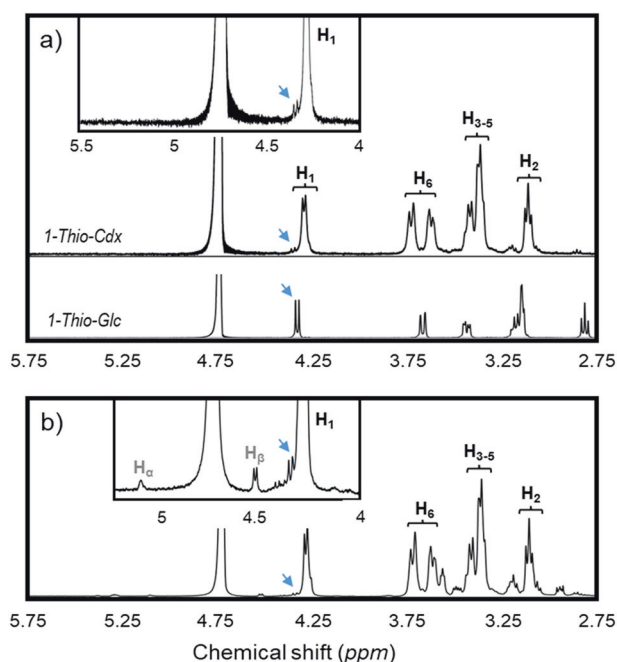 a)
H1
5.5 5 4.5 4
H1
H6
H3-5
H2
1-Thio-Cdx
1-Thio-Glc
5.75 5.25 4.75 4.25 3.75 3.25 2.75
b)
H1
Hα
Hβ
5 4.5 4
H6
H3-5
H2
5.75 5.25 4.75 4.25 3.75 3.25 2.75
Chemical shift (ppm)